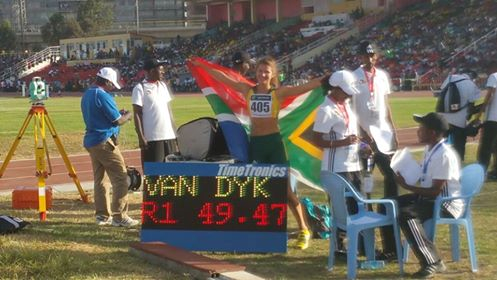 405
TimeTronics
VAN DYK
R1 49.47